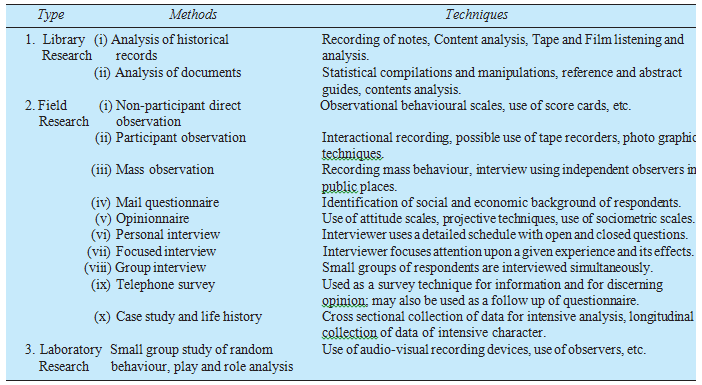 Type Methods Techniques
1. Library (i) Analysis of historical Recording of notes, Content analysis, Tape and Film listening and
Research records analysis.
(ii) Analysis of documents Statistical compilations and manipulations, reference and abstract
guides, contents analysis.
2. Field (i) Non-participant direct Observational behavioural scales, use of score cards, etc.
Research observation
(ii) Participant observation Interactional recording, possible use of tape recorders, photo graphic
techniques.
(iii) Mass observation Recording mass behaviour, interview using independent observers in
public places.
(iv) Mail questionnaire Identification of social and economic background of respondents.
(v) Opinionnaire Use of attitude scales, projective techniques, use of sociometric scales.
(vi) Personal interview Interviewer uses a detailed schedule with open and closed questions.
(vii) Focused interview Interviewer focuses attention upon a given experience and its effects.
(viii) Group interview Small groups of respondents are interviewed simultaneously.
(ix) Telephone survey Used as a survey technique for information and for discerning
opinion; may also be used as a follow up of questionnaire.
(x) Case study and life history Cross sectional collection of data for intensive analysis, longitudinal
collection of data of intensive character.
3. Laboratory Small group study of random Use of audio-visual recording devices, use of observers, etc.
Research behaviour, play and role analysis